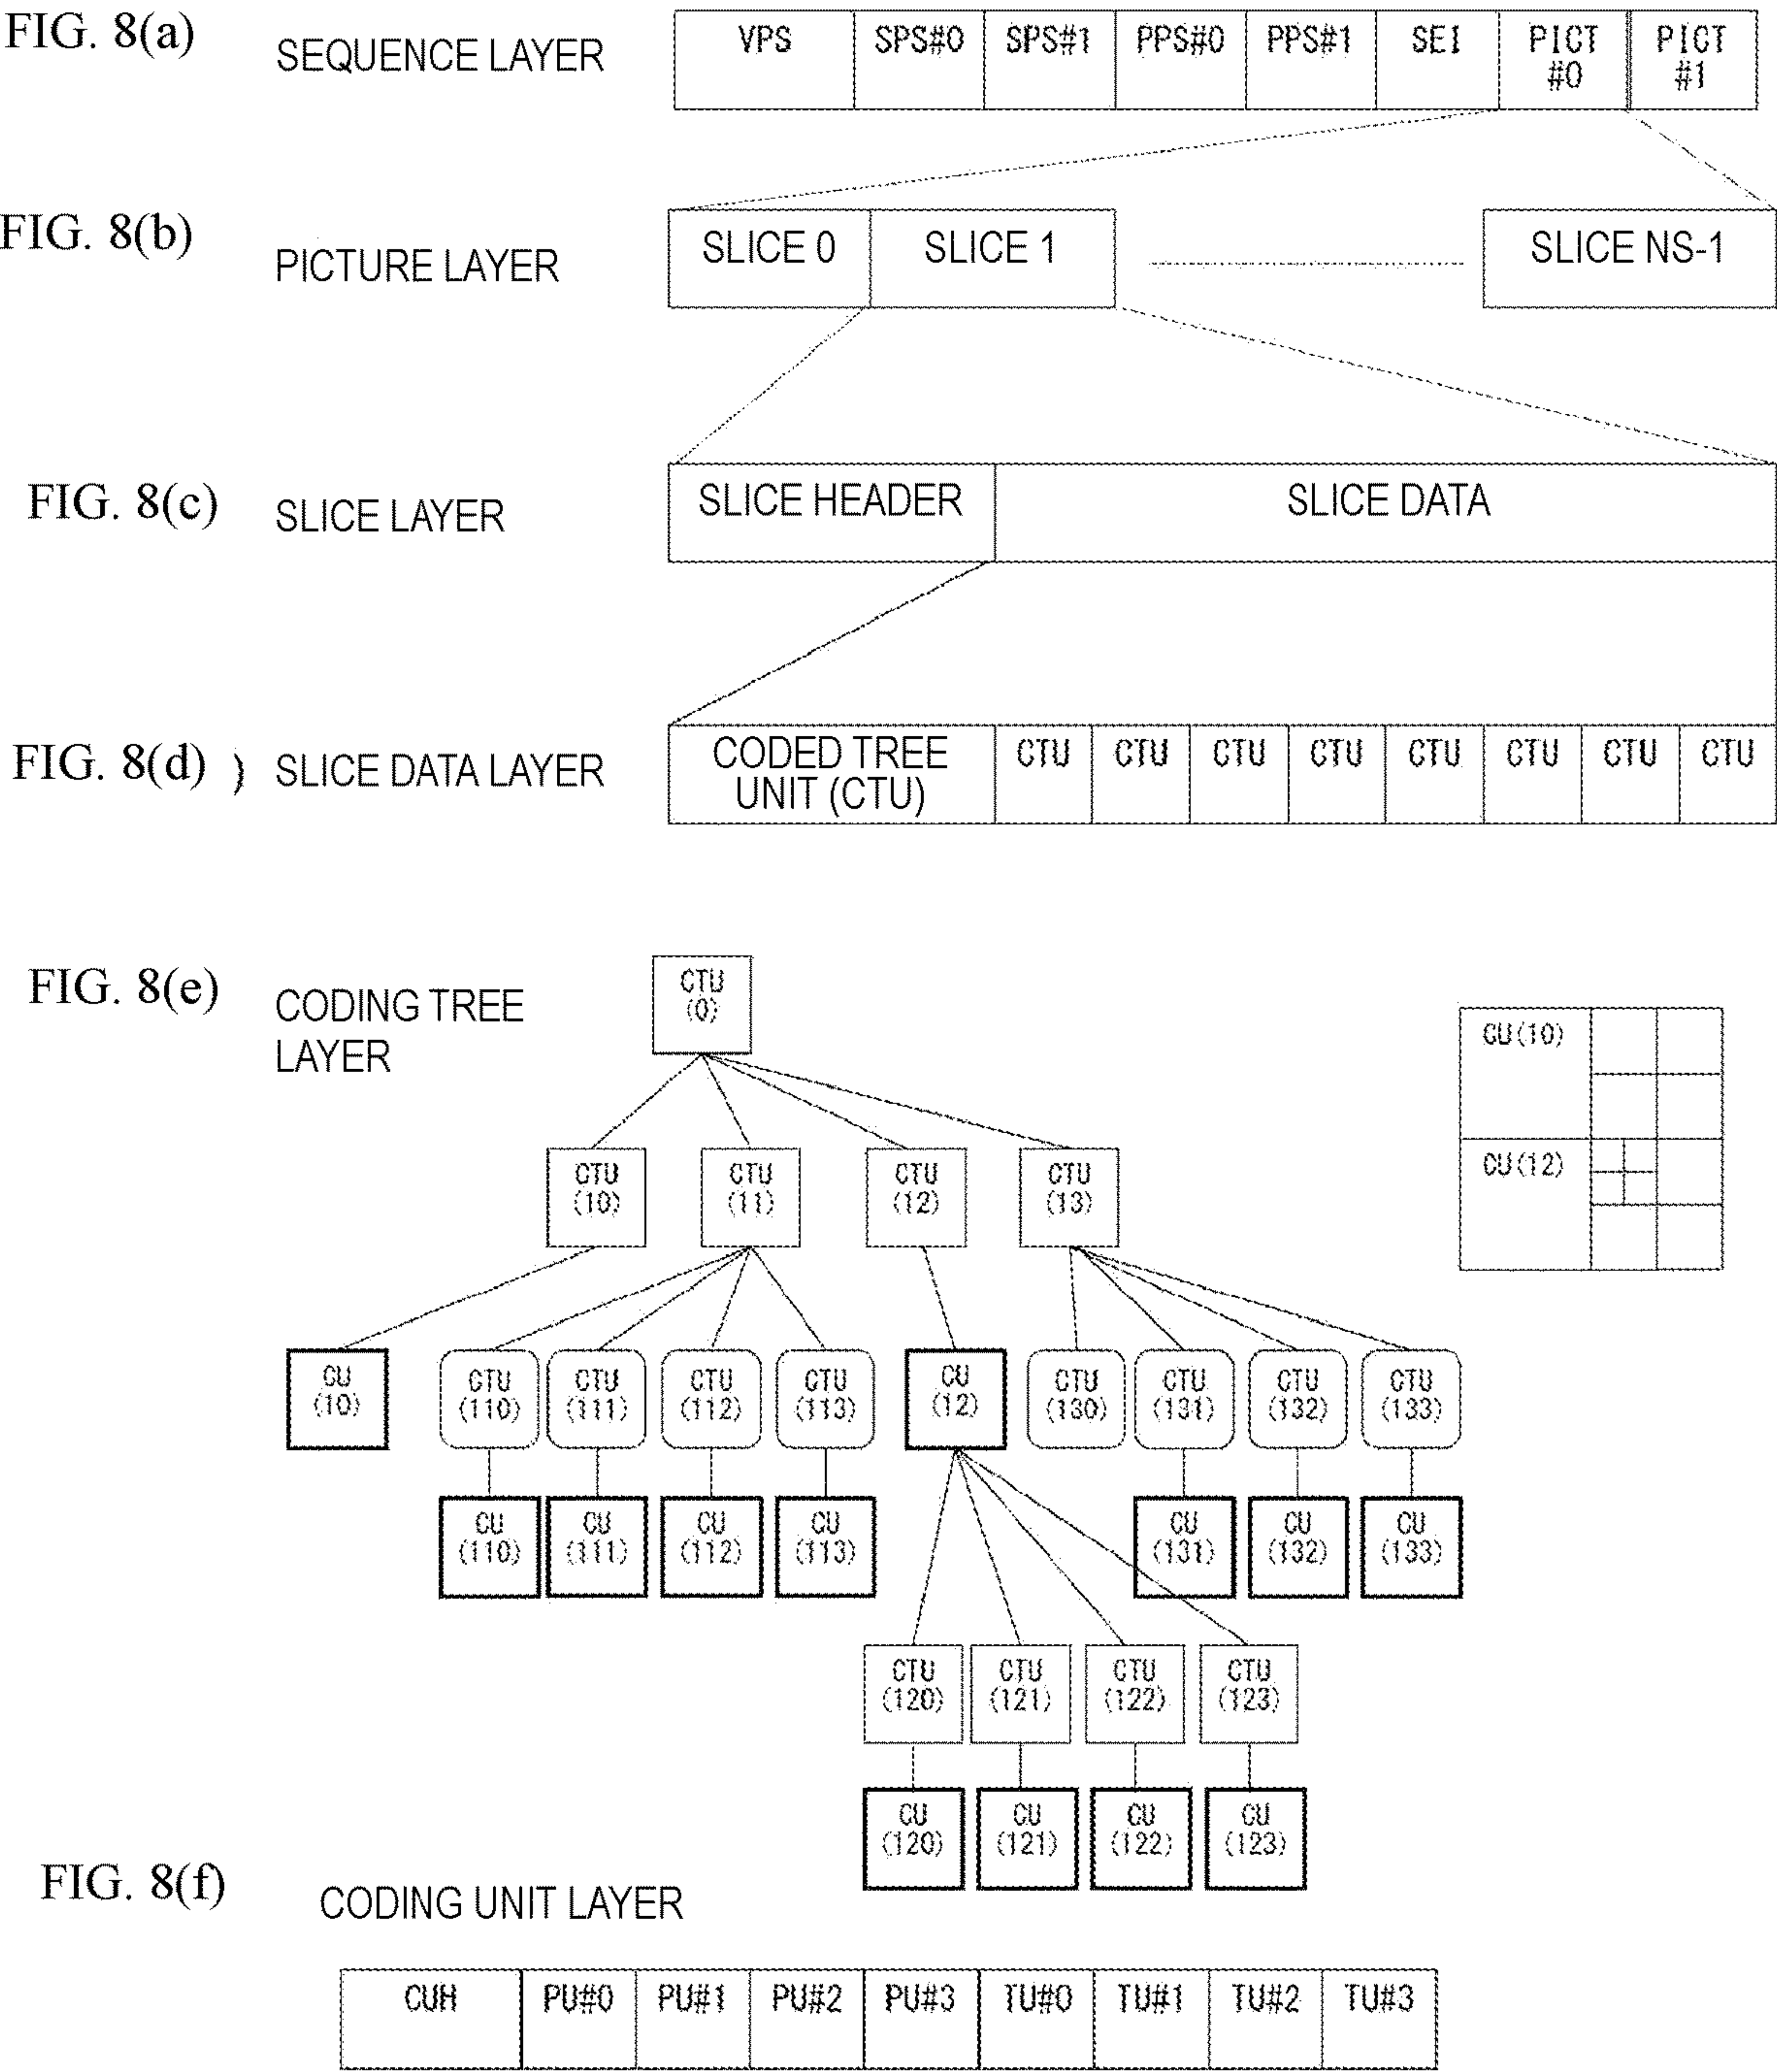 FIG. 8(a)
SEQUENCE LAYER
VPS SPS#0 SPS#1 PPS#0 PPS#1 SEI PICT #0 PICT #1
FIG. 8(b)
PICTURE LAYER
SLICE 0 SLICE 1 SLICE NS-1
FIG. 8(c)
SLICE LAYER
SLICE HEADER SLICE DATA
FIG. 8(d) )
SLICE DATA LAYER
CODED TREE
UNIT (CTU)
CTU CTU CTU CTU CTU CTU CTU CTU
FIG. 8(e)
CODING TREE
LAYER
CTU
(0)
CU(10)
CU(12)
CTU CTU CTU CTU
(10) (11) (12) (13)
CU CTU CTU CTU CTU CU CTU CTU CTU CTU
(10) (110) (111) (112) (113) (12) (130) (131) (132) (133)
CU CU CU CU CU CU CU
(110) (111) (112) (113) (131) (132) (133)
CTU CTU CTU CTU
(120) (121) (122) (123)
CU CU CU CU
(120) (121) (122) (123)
FIG. 8(f)
CODING UNIT LAYER
CUH PU#0 PU#1 PU#2 PU#3 TU#0 TU#1 TU#2 TU#3